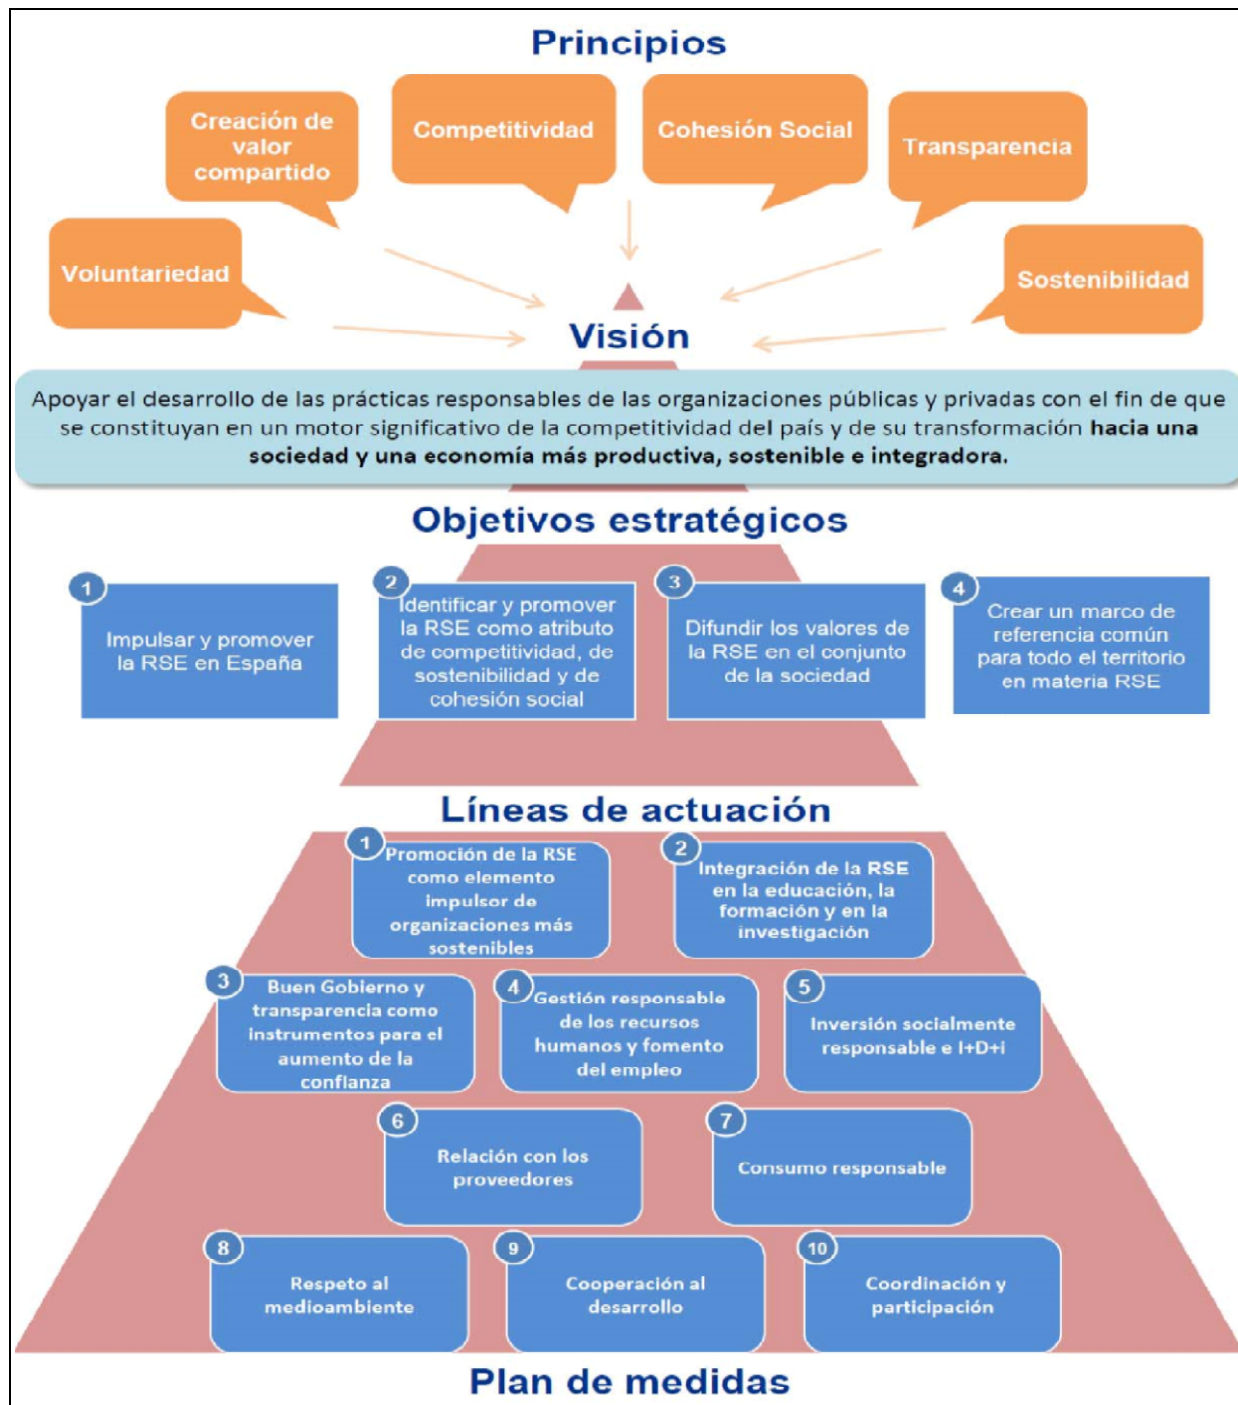 Principios
Creación de
valor
compartido
Competitividad
Cohesión Social
Transparencia
Voluntariedad
Sostenibilidad
Visión
Apoyar el desarrollo de las prácticas responsables de las organizaciones públicas y privadas con el fin de que
se constituyan en un motor significativo de la competitividad del país y de su transformación hacia una
sociedad y una economía más productiva, sostenible e integradora.
Objetivos estratégicos
1
Impulsar y promover
la RSE en España
2
Identificar y promover
la RSE como atributo
de competitividad, de
sostenibilidad y de
cohesión social
3
Difundir los valores de
la RSE en el conjunto
de la sociedad
4
Crear un marco de
referencia común
para todo el territorio
en materia RSE
Líneas de actuación
1
Promoción de la RSE
como elemento
impulsor de
organizaciones más
sostenibles
2
Integración de la RSE
en la educación, la
formación y en la
investigación
3
Buen Gobierno y
transparencia como
instrumentos para el
aumento de la
confianza
4
Gestión responsable
de los recursos
humanos y fomento
del empleo
5
Inversión socialmente
responsable e I+D+i
6
Relación con los
proveedores
7
Consumo responsable
8
Respeto al
medioambiente
9
Cooperación al
desarrollo
10
Coordinación y
participación
Plan de medidas